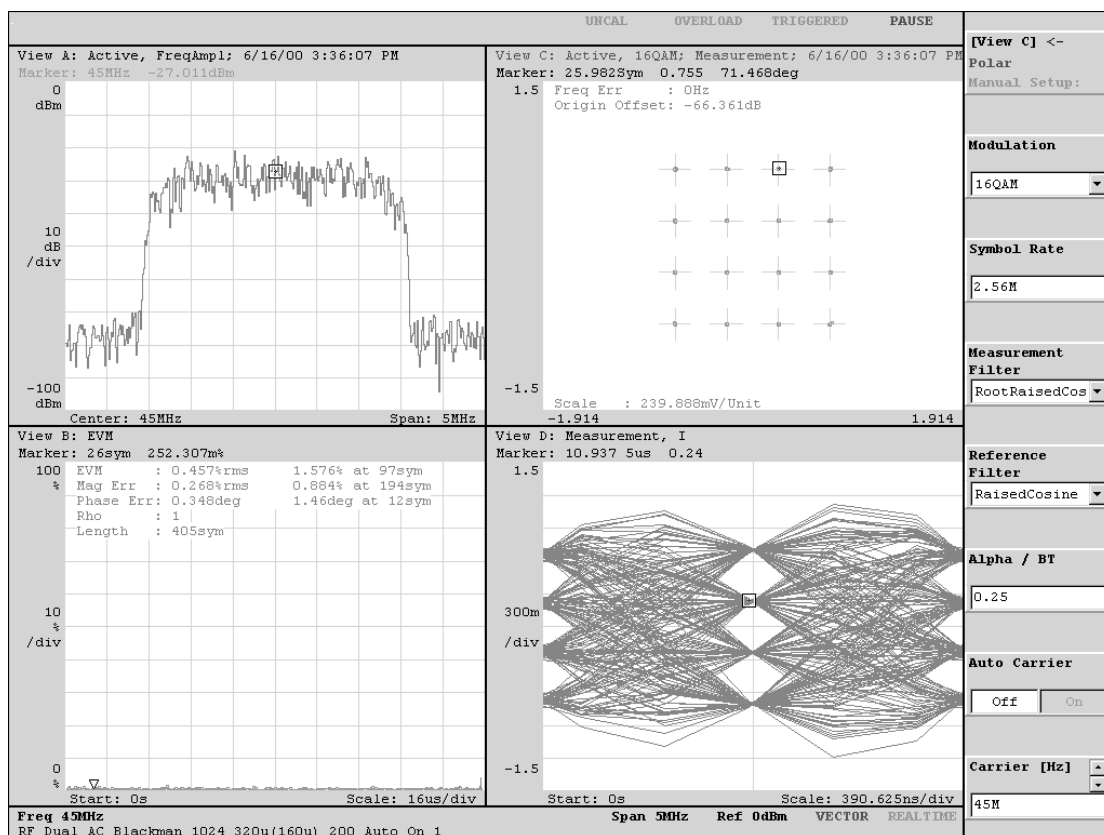 UNCAL OVERLOAD TRIGGERED PAUSE
View A: Active, FreqAmpl; 6/16/00 3:36:07 PM
Marker: 45MHz -27.011dBm
0
dBm
10
dB
/div
-100
dBm
Center: 45MHz Span: 5MHz
View C: Active, 16QAM; Measurement; 6/16/00 3:36:07 PM
Marker: 25.982Sym 0.755 71.468deg
1.5
Freq Err : 0Hz
Origin Offset: -66.361dB
-1.5
Scale : 239.888mV/Unit
-1.914 1.914
View B: EVM
Marker: 26sym 252.307m%
100
%
EVM : 0.457%rms 1.576% at 97sym
Mag Err : 0.268%rms 0.884% at 194sym
Phase Err: 0.348deg 1.46deg at 12sym
Rho : 1
Length : 405sym
10
%
/div
0
%
Start: 0s Scale: 16us/div
View D: Measurement, I
Marker: 10.937 5us 0.24
1.5
300m
/div
-1.5
Start: 0s Scale: 390.625ns/div
Freq 45MHz Span 5MHz Ref 0dBm VECTOR REALTIME
RF Dual AC Blackman 1024 320u(160u) 200 Auto On 1
[View C] <-
Polar
Manual Setup:
Modulation
16QAM
Symbol Rate
2.56M
Measurement
Filter
RootRaisedCos
Reference
Filter
RaisedCosine
Alpha / BT
0.25
Auto Carrier
Off On
Carrier [Hz]
45M